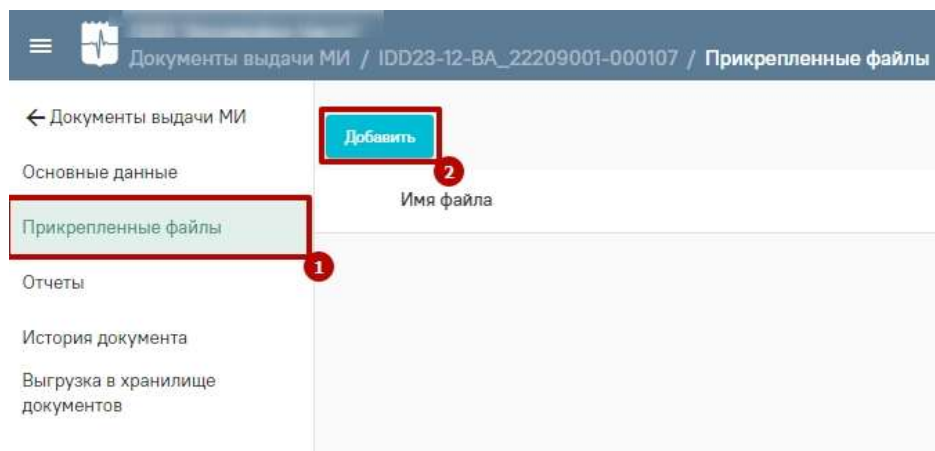 Документы выдачи МИ / IDD23-12-BA_22209001-000107 / Прикрепленные файлы
← Документы выдачи МИ
Добавить
2
Основные данные
Имя файла
Прикрепленные файлы
1
Отчеты
История документа
Выгрузка в хранилище
документов